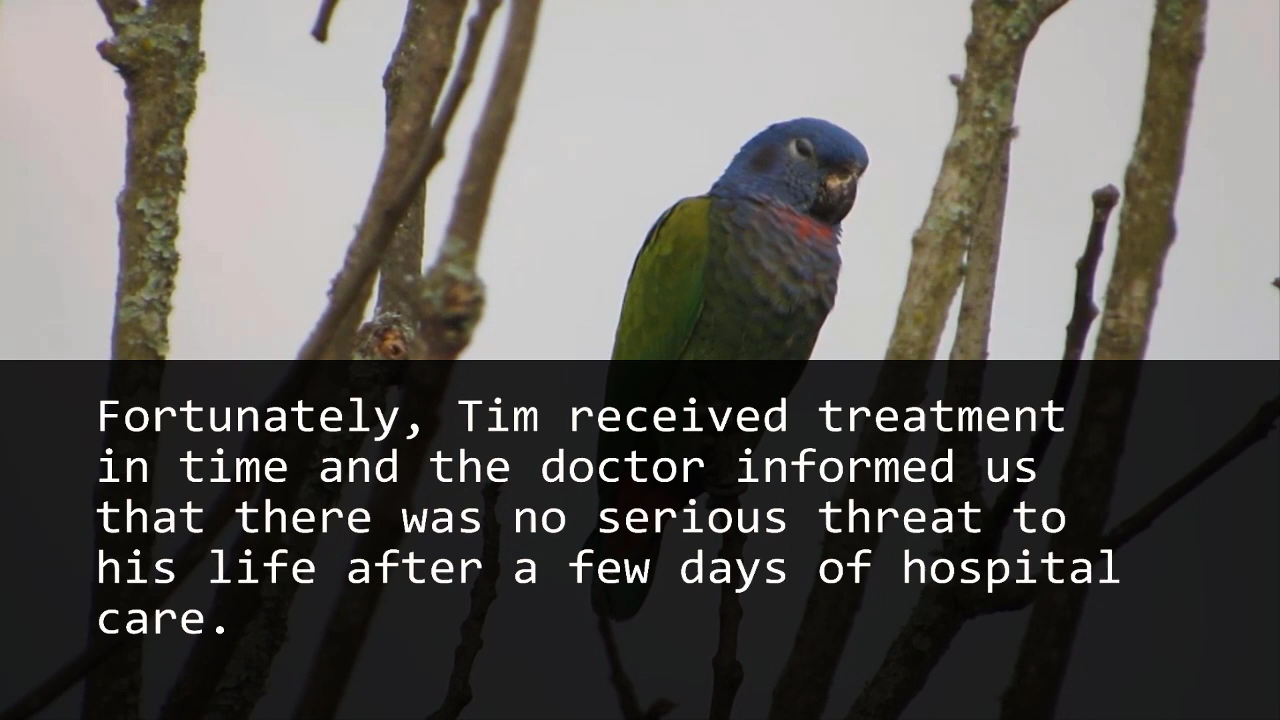 Fortunately, Tim received treatment
in time and the doctor informed us
that there was no serious threat to
his life after a few days of hospital
care.